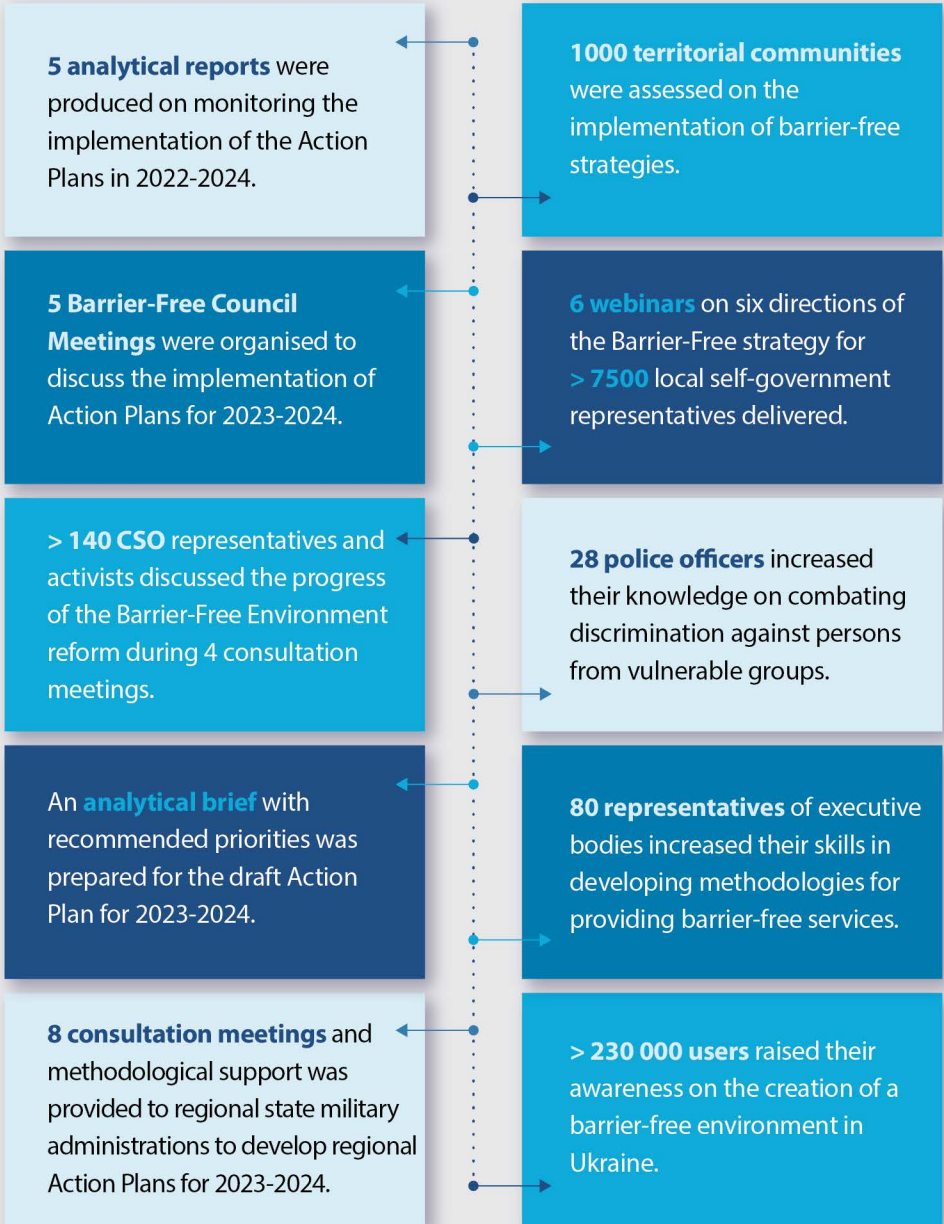 5 analytical reports were
produced on monitoring the
implementation of the Action
Plans in 2022-2024.
1000 territorial communities
were assessed on the
implementation of barrier-free
strategies.
5 Barrier-Free Council
Meetings were organised to
discuss the implementation of
Action Plans for 2023-2024.
6 webinars on six directions of
the Barrier-Free strategy for
> 7500 local self-government
representatives delivered.
> 140 CSO representatives and
activists discussed the progress
of the Barrier-Free Environment
reform during 4 consultation
meetings.
28 police officers increased
their knowledge on combating
discrimination against persons
from vulnerable groups.
An analytical brief with
recommended priorities was
prepared for the draft Action
Plan for 2023-2024.
80 representatives of executive
bodies increased their skills in
developing methodologies for
providing barrier-free services.
8 consultation meetings and
methodological support was
provided to regional state military
administrations to develop regional
Action Plans for 2023-2024.
> 230 000 users raised their
awareness on the creation of a
barrier-free environment in
Ukraine.